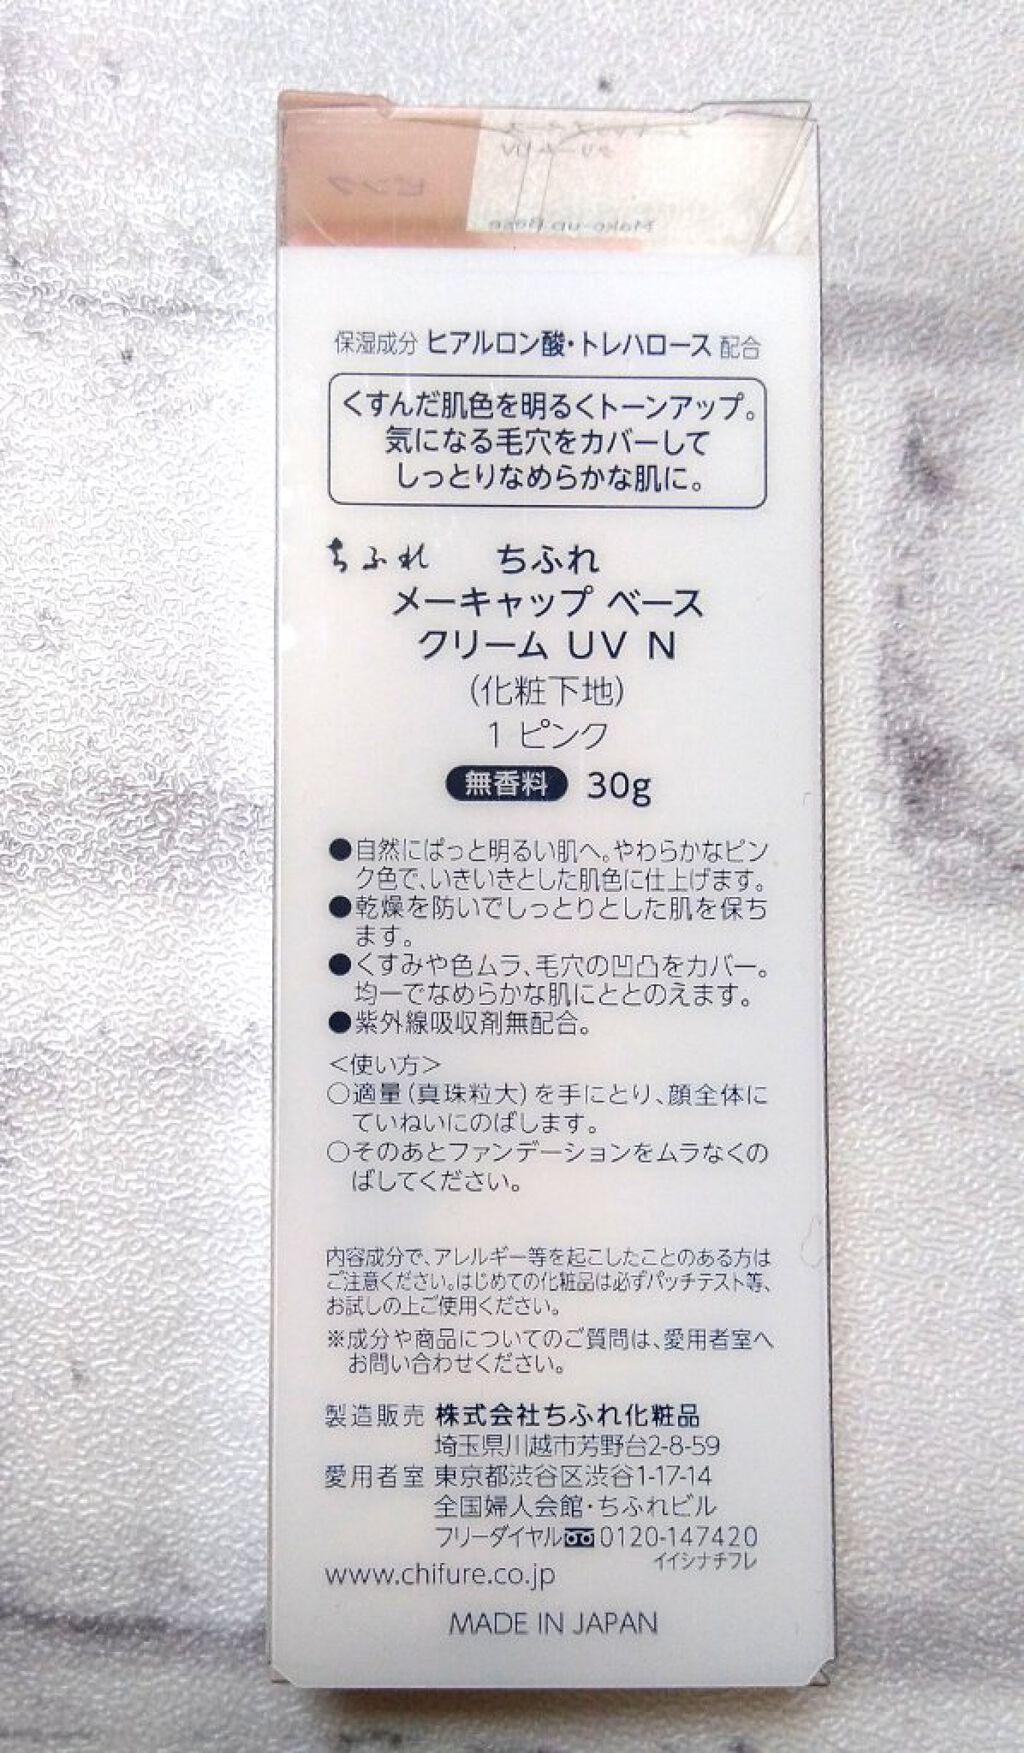 ピンク
クリームUV
Make-up Base
保湿成分 ヒアルロン酸・トレハロース 配合
くすんだ肌色を明るくトーンアップ。
気になる毛穴をカバーして
しっとりなめらかな肌に。
ちふれ ちふれ
メーキャップ ベース
クリーム UV N
(化粧下地)
1 ピンク
無香料 30g
●自然にぱっと明るい肌へ。やわらかなピン
ク色で、いきいきとした肌色に仕上げます。
●乾燥を防いでしっとりとした肌を保ち
ます。
●くすみや色ムラ、毛穴の凹凸をカバー。
均一でなめらかな肌にととのえます。
●紫外線吸収剤無配合。
<使い方>
○適量(真珠粒大)を手にとり、顔全体に
ていねいにのばします。
○そのあとファンデーションをムラなくの
ばしてください。
内容成分で、アレルギー等を起こしたことのある方は
ご注意ください。はじめての化粧品は必ずパッチテスト等、
お試しの上ご使用ください。
※成分や商品についてのご質問は、愛用者室へ
お問い合わせください。
製造販売 株式会社ちふれ化粧品
埼玉県川越市芳野台2-8-59
愛用者室 東京都渋谷区渋谷1-17-14
全国婦人会館・ちふれビル
フリーダイヤル 0120-147420
イイシナチフレ
www.chifure.co.jp
MADE IN JAPAN